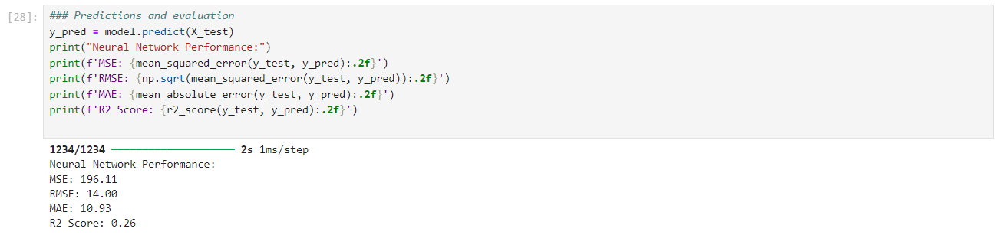 [28]:
### Predictions and evaluation
y_pred = model.predict(X_test)
print("Neural Network Performance:")
print(f'MSE: {mean_squared_error(y_test, y_pred):.2f}')
print(f'RMSE: {np.sqrt(mean_squared_error(y_test, y_pred)):.2f}')
print(f'MAE: {mean_absolute_error(y_test, y_pred):.2f}')
print(f'R2 Score: {r2_score(y_test, y_pred):.2f}')
1234/1234 ━━━━━━━━━━━━━━━━━━━━ 2s 1ms/step
Neural Network Performance:
MSE: 196.11
RMSE: 14.00
MAE: 10.93
R2 Score: 0.26